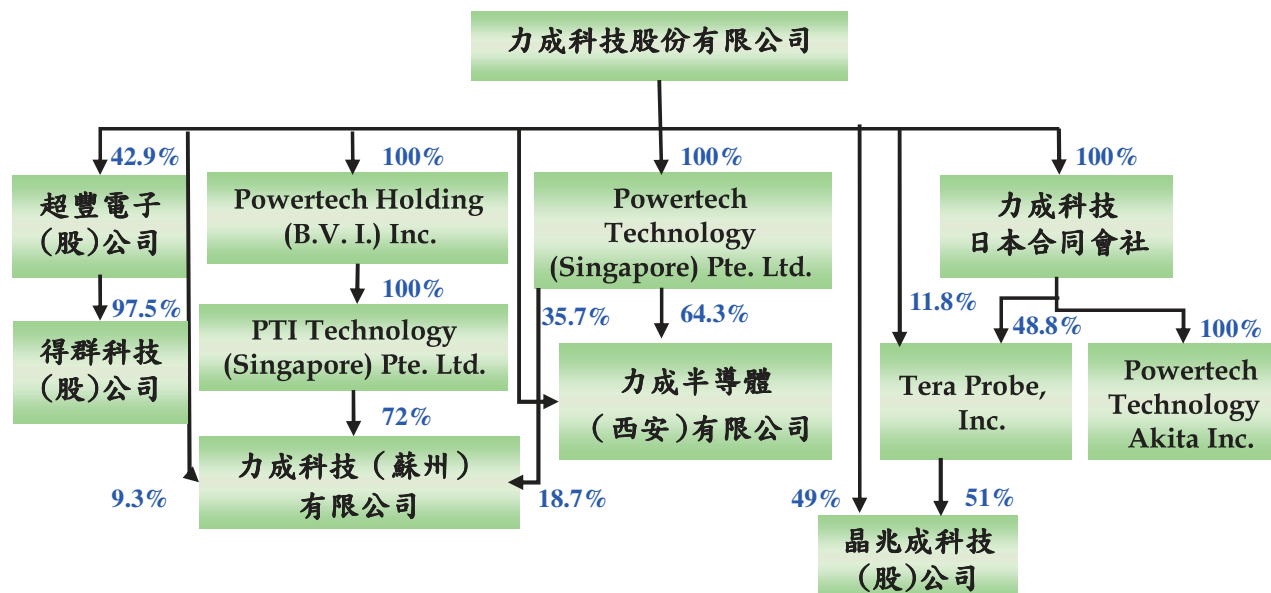 力成科技股份有限公司
42.9%
100%
100%
100%
超豐電子
(股)公司
Powertech Holding
(B.V. I.) Inc.
Powertech
Technology
(Singapore) Pte. Ltd.
力成科技
日本合同會社
97.5%
100%
35.7%
64.3%
11.8%
48.8%
100%
得群科技
(股)公司
PTI Technology
(Singapore) Pte. Ltd.
力成半導體
（西安）有限公司
Tera Probe,
Inc.
Powertech
Technology
Akita Inc.
72%
力成科技（蘇州）
有限公司
9.3%
18.7%
49%
51%
晶兆成科技
(股)公司